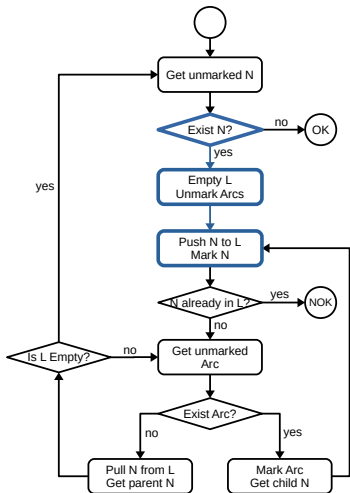 Get unmarked N
Exist N?
no
OK
yes
Empty L
Unmark Arcs
yes
Push N to L
Mark N
N already in L?
yes
NOK
no
Is L Empty?
no
Get unmarked
Arc
Exist Arc?
no
yes
Pull N from L
Get parent N
Mark Arc
Get child N